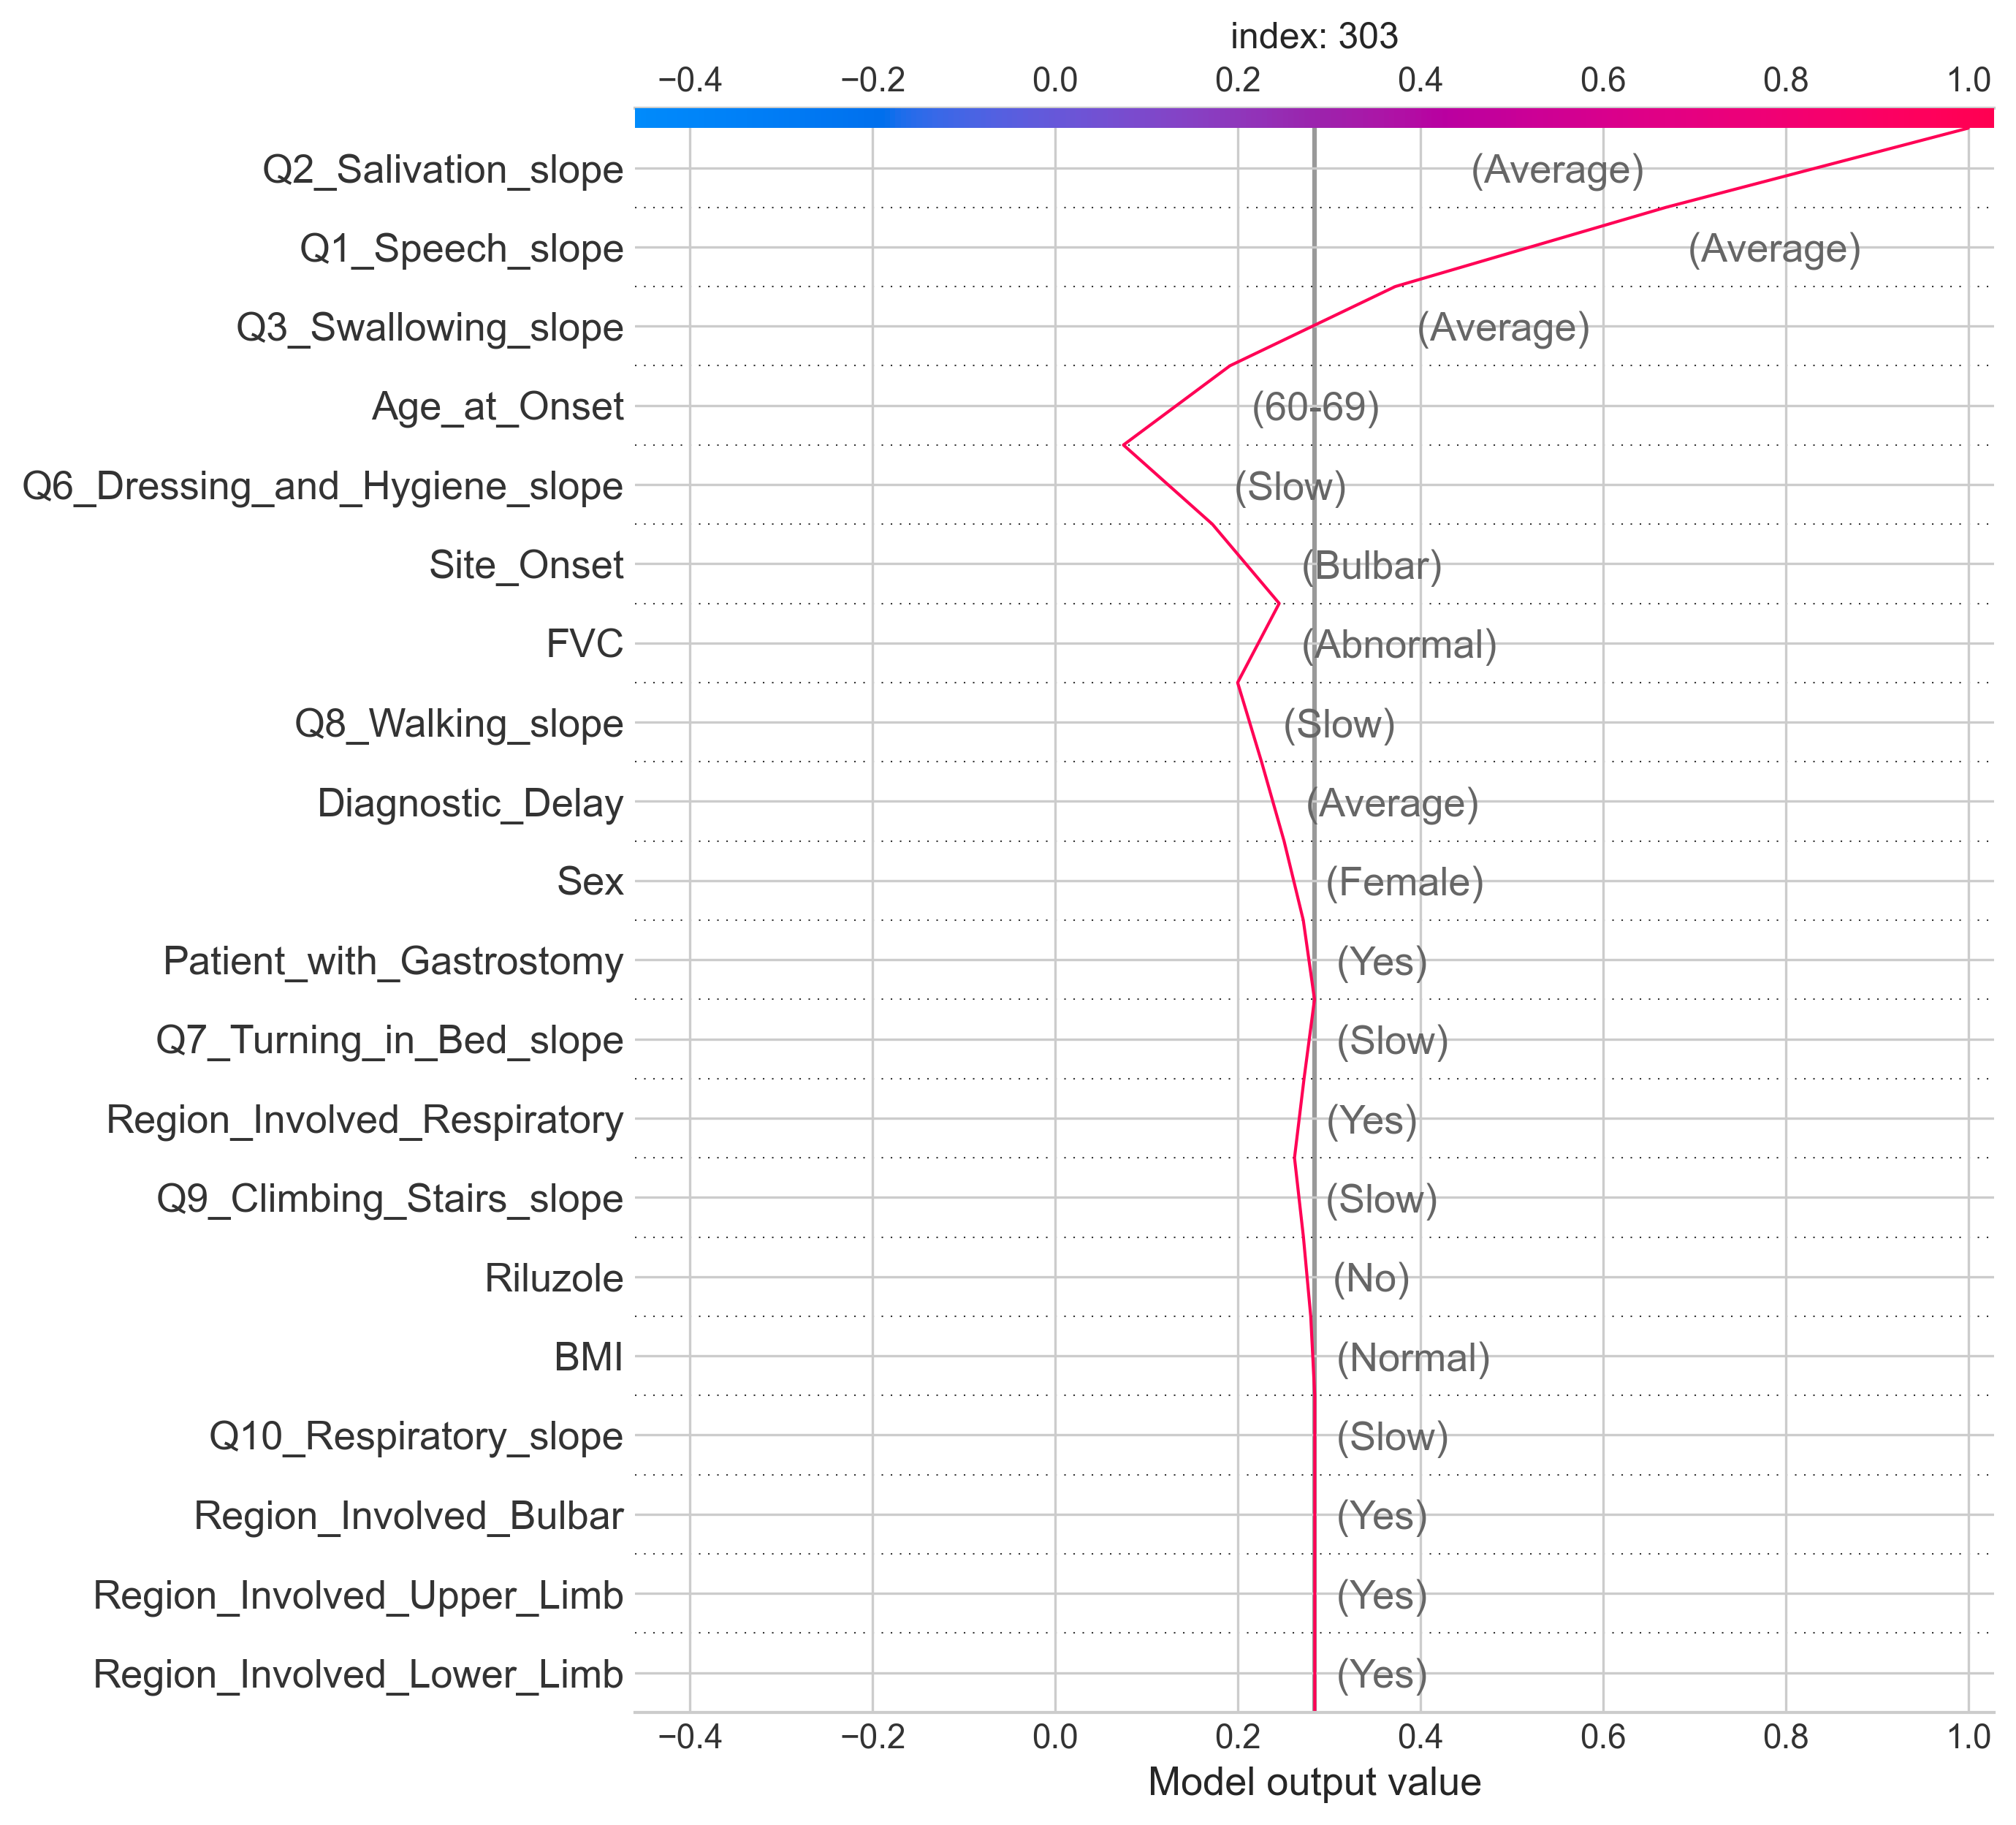 index: 303
−0.4 −0.2 0.0 0.2 0.4 0.6 0.8 1.0
Q2_Salivation_slope (Average)
Q1_Speech_slope (Average)
Q3_Swallowing_slope (Average)
Age_at_Onset (60-69)
Q6_Dressing_and_Hygiene_slope (Slow)
Site_Onset (Bulbar)
FVC (Abnormal)
Q8_Walking_slope (Slow)
Diagnostic_Delay (Average)
Sex (Female)
Patient_with_Gastrostomy (Yes)
Q7_Turning_in_Bed_slope (Slow)
Region_Involved_Respiratory (Yes)
Q9_Climbing_Stairs_slope (Slow)
Riluzole (No)
BMI (Normal)
Q10_Respiratory_slope (Slow)
Region_Involved_Bulbar (Yes)
Region_Involved_Upper_Limb (Yes)
Region_Involved_Lower_Limb (Yes)
−0.4 −0.2 0.0 0.2 0.4 0.6 0.8 1.0
Model output value